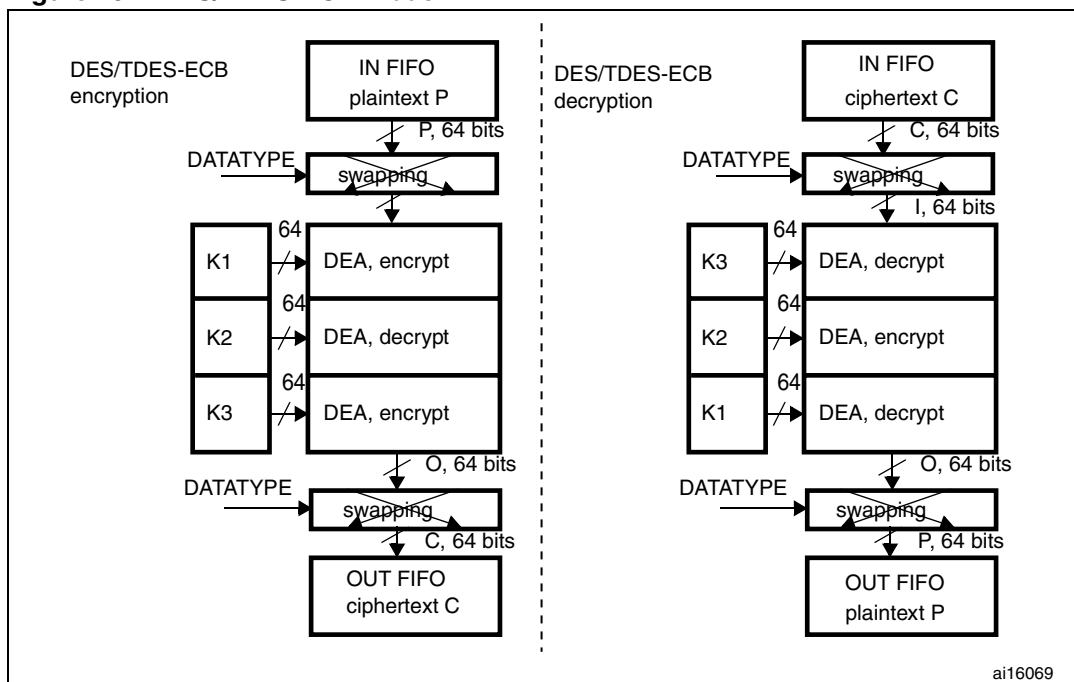 DES/TDES-ECB
encryption
IN FIFO
plaintext P
P, 64 bits
DATATYPE
swapping
K1
64
DEA, encrypt
K2
64
DEA, decrypt
K3
64
DEA, encrypt
O, 64 bits
DATATYPE
swapping
C, 64 bits
OUT FIFO
ciphertext C
DES/TDES-ECB
decryption
IN FIFO
ciphertext C
C, 64 bits
DATATYPE
swapping
I, 64 bits
K3
64
DEA, decrypt
K2
64
DEA, encrypt
K1
64
DEA, decrypt
O, 64 bits
DATATYPE
swapping
P, 64 bits
OUT FIFO
plaintext P
ai16069